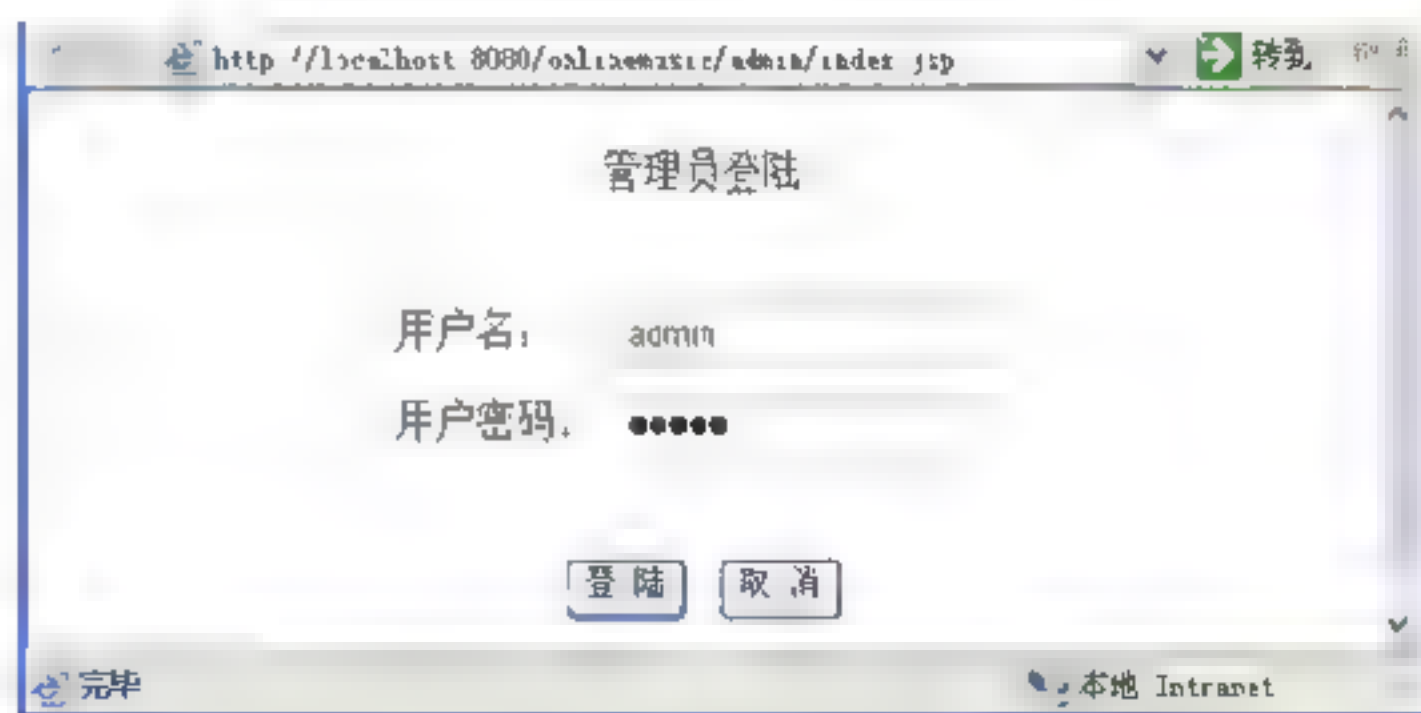 http://localhost:8080/onlinemusic/admin/index.jsp 转到
管理员登陆
用户名: admin
用户密码: ●●●●●
登 陆 取 消
完毕 本地 Intranet